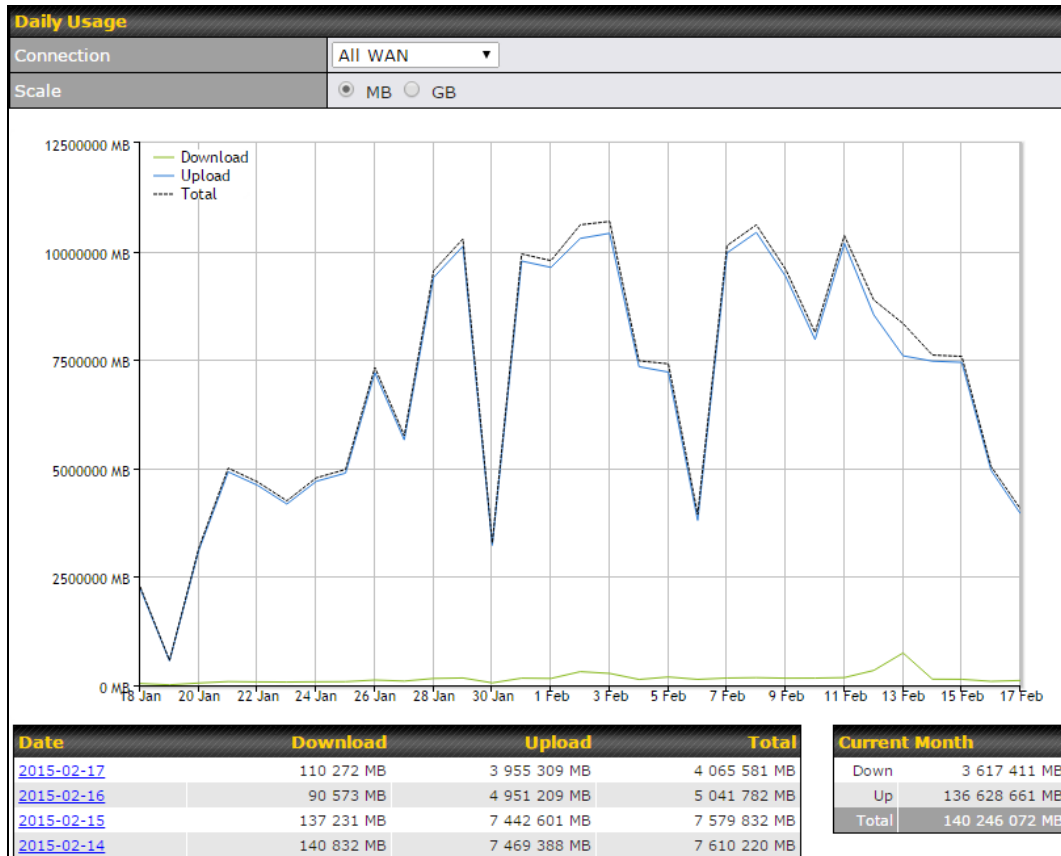 Daily Usage
Connection All WAN
Scale MB GB
12500000 MB
Download
Upload
Total
10000000 MB
7500000 MB
5000000 MB
2500000 MB
0 MB
18 Jan 20 Jan 22 Jan 24 Jan 26 Jan 28 Jan 30 Jan 1 Feb 3 Feb 5 Feb 7 Feb 9 Feb 11 Feb 13 Feb 15 Feb 17 Feb
Date Download Upload Total
2015-02-17 110 272 MB 3 955 309 MB 4 065 581 MB
2015-02-16 90 573 MB 4 951 209 MB 5 041 782 MB
2015-02-15 137 231 MB 7 442 601 MB 7 579 832 MB
2015-02-14 140 832 MB 7 469 388 MB 7 610 220 MB
Current Month
Down 3 617 411 MB
Up 136 628 661 MB
Total 140 246 072 MB